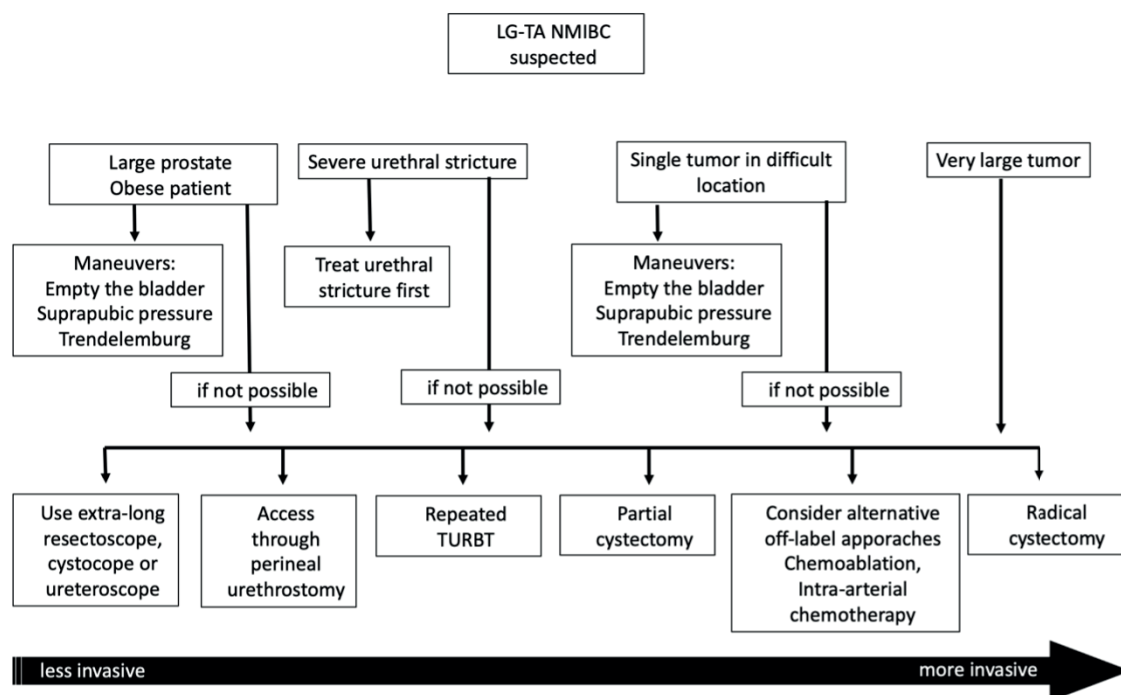 LG-TA NMIBC
suspected
Large prostate
Obese patient
Severe urethral stricture
Single tumor in difficult
location
Very large tumor
Maneuvers:
Empty the bladder
Suprapubic pressure
Trendelemburg
Treat urethral
stricture first
Maneuvers:
Empty the bladder
Suprapubic pressure
Trendelemburg
if not possible
if not possible
if not possible
Use extra-long
resectoscope,
cystocope or
ureteroscope
Access
through
perineal
urethrostomy
Repeated
TURBT
Partial
cystectomy
Consider alternative
off-label apporaches
Chemoablation,
Intra-arterial
chemotherapy
Radical
cystectomy
less invasive
more invasive